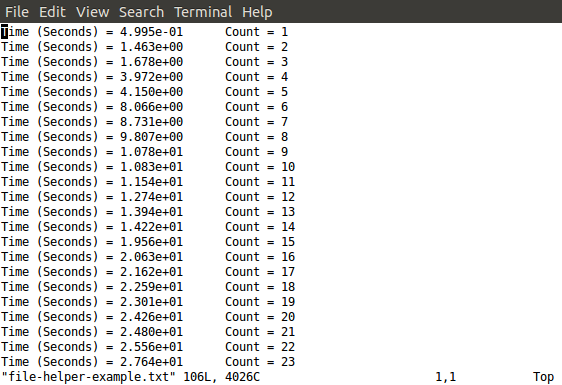 File Edit View Search Terminal Help
Time (Seconds) = 4.995e-01 Count = 1
Time (Seconds) = 1.463e+00 Count = 2
Time (Seconds) = 1.678e+00 Count = 3
Time (Seconds) = 3.972e+00 Count = 4
Time (Seconds) = 4.150e+00 Count = 5
Time (Seconds) = 8.066e+00 Count = 6
Time (Seconds) = 8.731e+00 Count = 7
Time (Seconds) = 9.807e+00 Count = 8
Time (Seconds) = 1.078e+01 Count = 9
Time (Seconds) = 1.083e+01 Count = 10
Time (Seconds) = 1.154e+01 Count = 11
Time (Seconds) = 1.274e+01 Count = 12
Time (Seconds) = 1.394e+01 Count = 13
Time (Seconds) = 1.422e+01 Count = 14
Time (Seconds) = 1.956e+01 Count = 15
Time (Seconds) = 2.063e+01 Count = 16
Time (Seconds) = 2.162e+01 Count = 17
Time (Seconds) = 2.259e+01 Count = 18
Time (Seconds) = 2.301e+01 Count = 19
Time (Seconds) = 2.426e+01 Count = 20
Time (Seconds) = 2.480e+01 Count = 21
Time (Seconds) = 2.556e+01 Count = 22
Time (Seconds) = 2.764e+01 Count = 23
"file-helper-example.txt" 106L, 4026C 1,1 Top